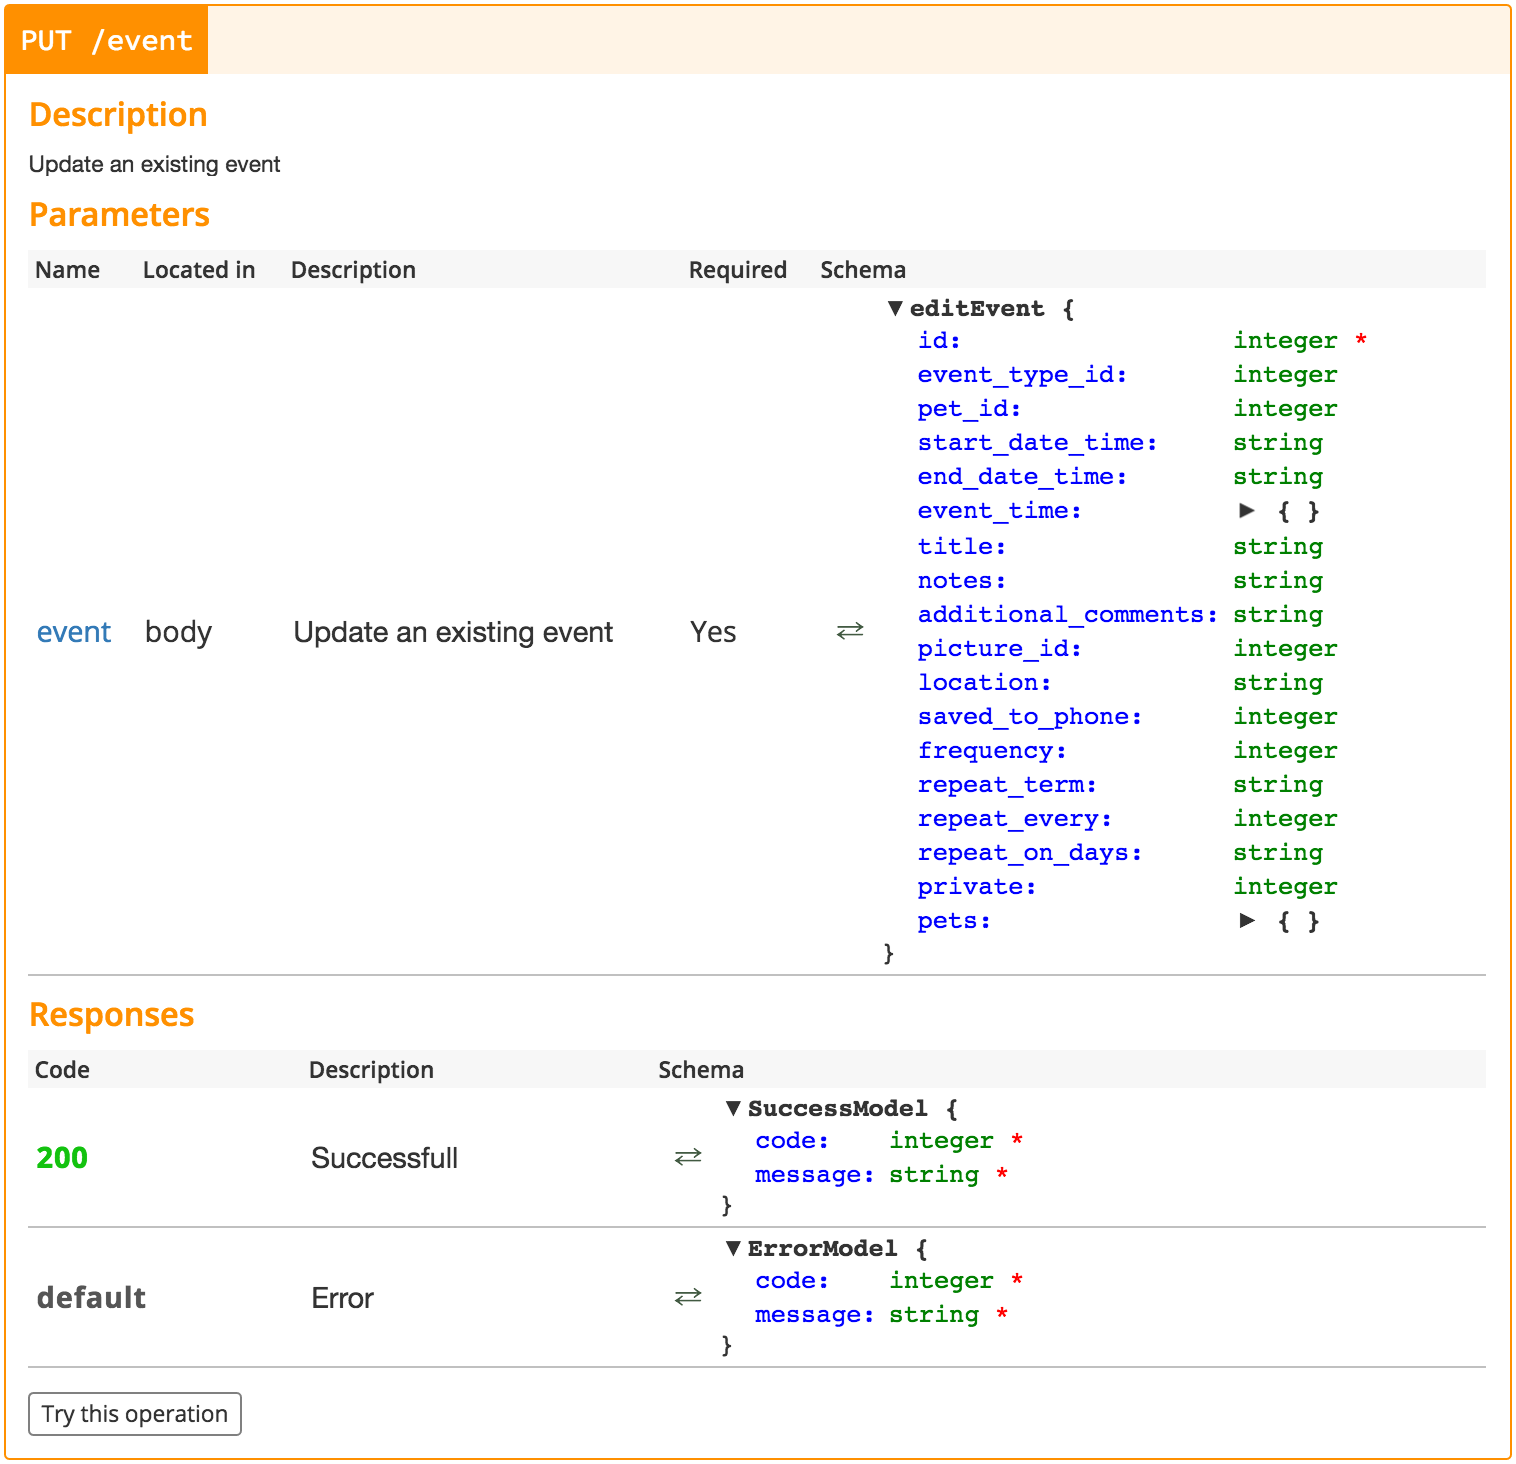 PUT /event
Description
Update an existing event
Parameters
Name Located in Description Required Schema
▼ editEvent {
id: integer *
event_type_id: integer
pet_id: integer
start_date_time: string
end_date_time: string
event_time: ▶ { }
title: string
notes: string
additional_comments: string
event body Update an existing event Yes ⇄
picture_id: integer
location: string
saved_to_phone: integer
frequency: integer
repeat_term: string
repeat_every: integer
repeat_on_days: string
private: integer
pets: ▶ { }
}
Responses
Code Description Schema
▼ SuccessModel {
code: integer *
200 Successfull ⇄
message: string *
}
▼ ErrorModel {
code: integer *
default Error ⇄
message: string *
}
Try this operation